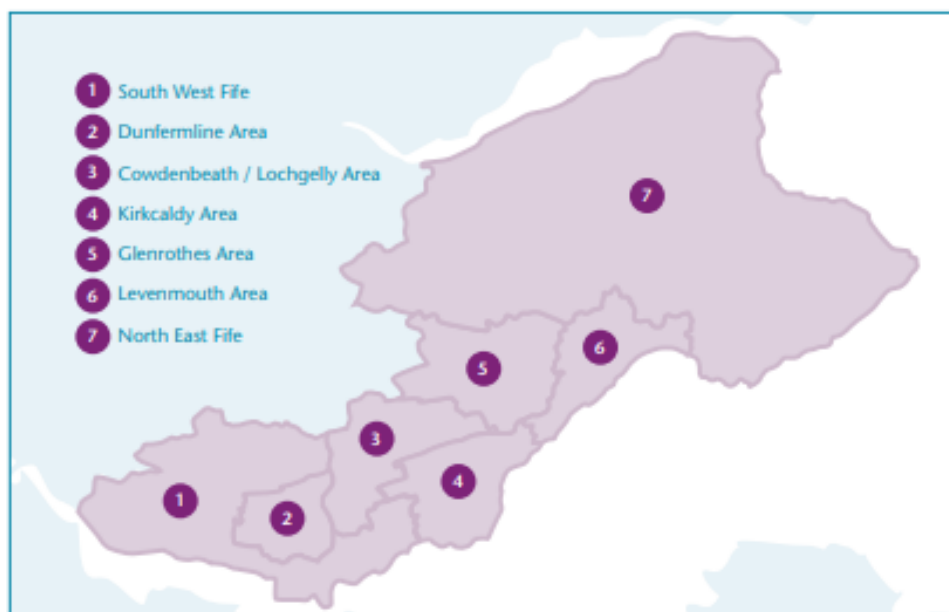 1 South West Fife
2 Dunfermline Area
3 Cowdenbeath / Lochgelly Area
4 Kirkcaldy Area
5 Glenrothes Area
6 Levenmouth Area
7 North East Fife
7
6
5
3
4
1
2